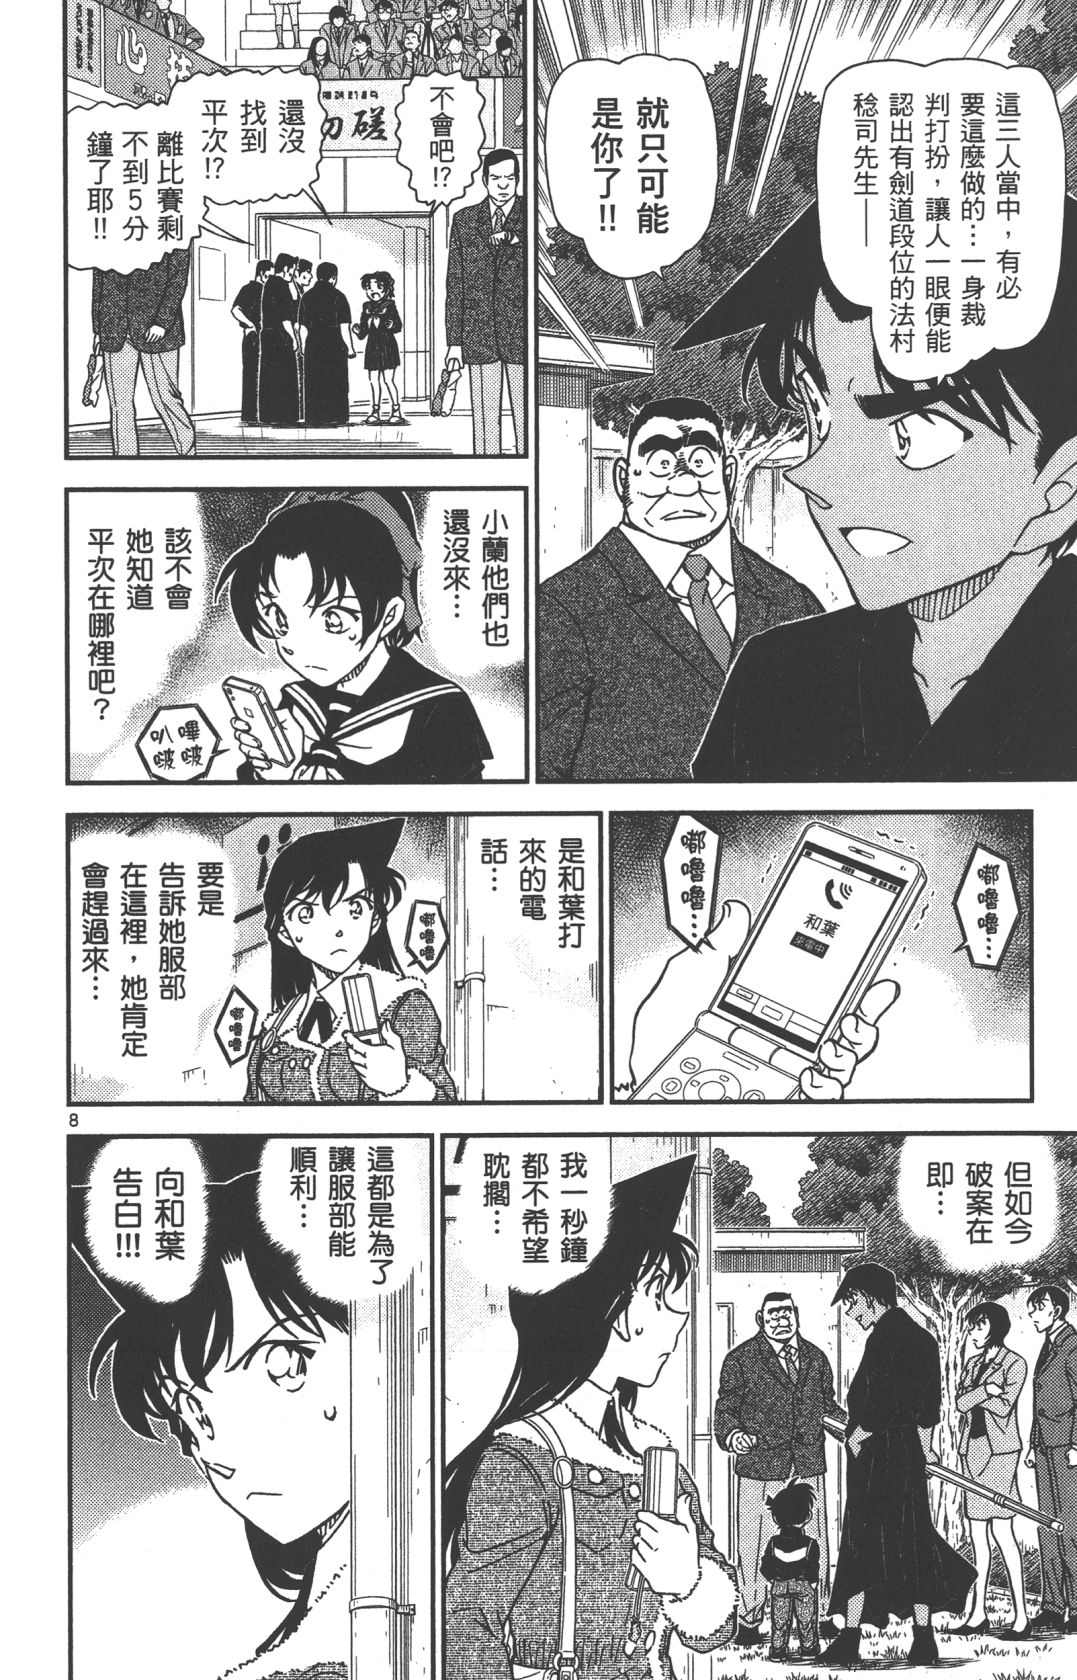 這三人當中，有必
要這麼做的…一身裁
判打扮，讓人一眼便能
認出有劍道段位的法村
稔司先生——
就只可能
是你了!!
心
磋
切
不會吧!?
還沒
找到
平次!?
離比賽剩
不到5分
鐘了耶!!
小蘭他們也
還沒來…
該不會
她知道
平次在哪裡吧？
嗶啵
叭啵
嘟嚕嚕…
和葉
來電中
嘟嚕嚕…
是和葉打
來的電
話…
嘟嚕嚕
要是
告訴她服部
在這裡，她肯定
會趕過來…
嘟嚕嚕
8
但如今
破案在
即…
我一秒鐘
都不希望
耽擱…
這都是為了
讓服部能
順利…
向和葉
告白!!!